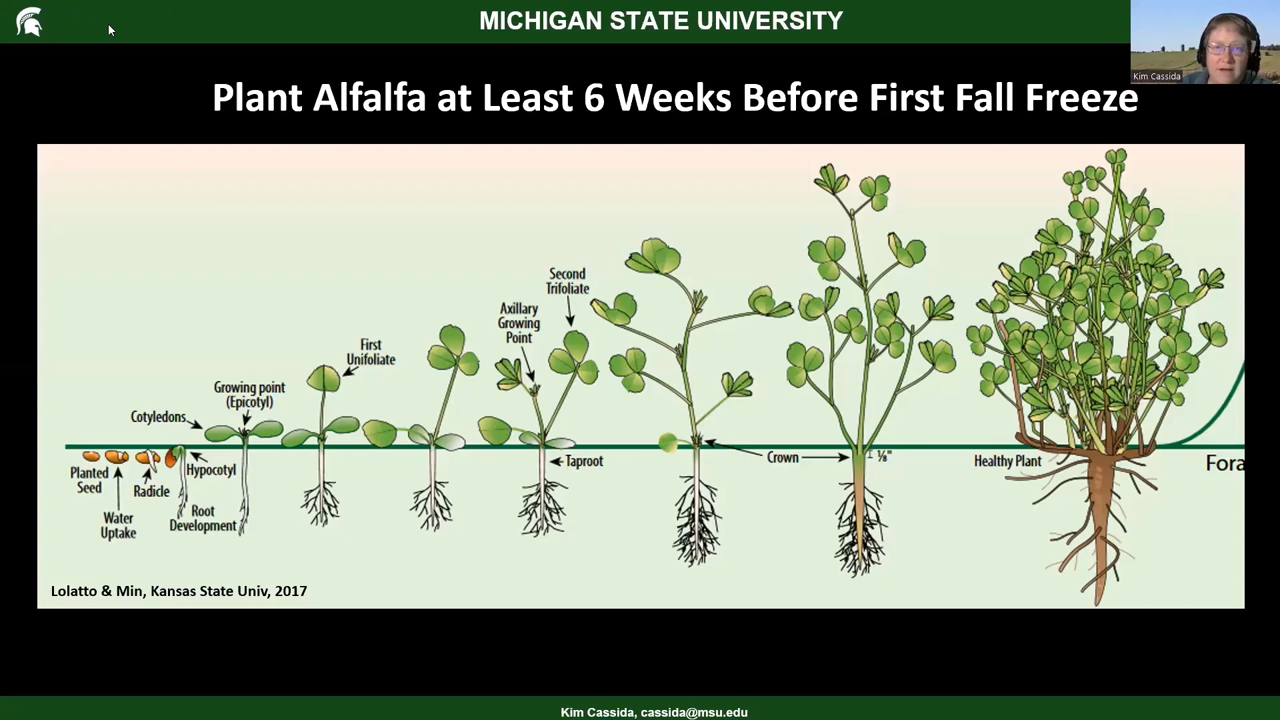 MICHIGAN STATE UNIVERSITY
Kim Cassida
Plant Alfalfa at Least 6 Weeks Before First Fall Freeze
Second
Trifoliate
Axillary
Growing
Point
First
Unifoliate
Growing point
(Epicotyl)
Cotyledons
Planted
Seed
Water
Uptake
Radicle
Hypocotyl
Root
Development
Taproot
Crown
1/8"
Healthy Plant
Fora
Lolatto & Min, Kansas State Univ, 2017
Kim Cassida, cassida@msu.edu